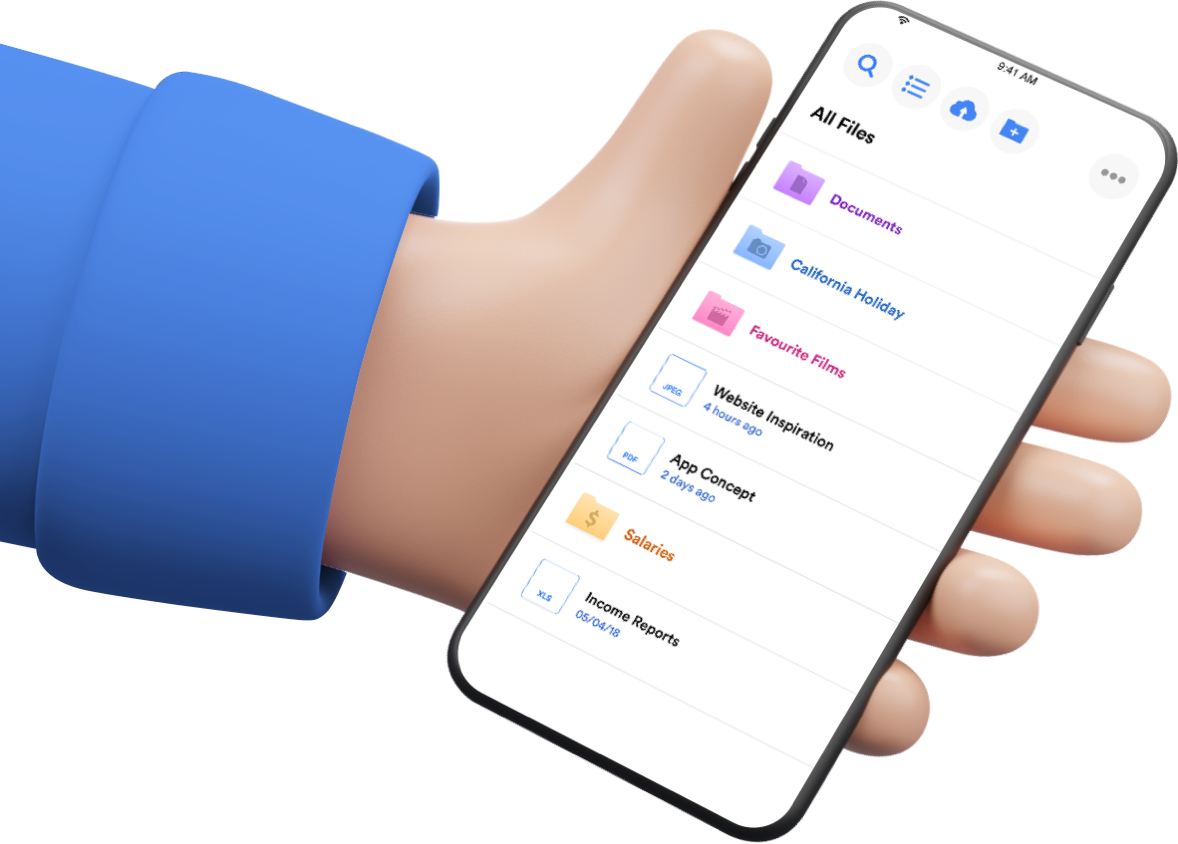 9:41 AM
All Files
Documents
California Holiday
Favourite Films
JPEG
Website Inspiration
4 hours ago
PDF
App Concept
2 days ago
$
Salaries
XLS
Income Reports
05/04/18